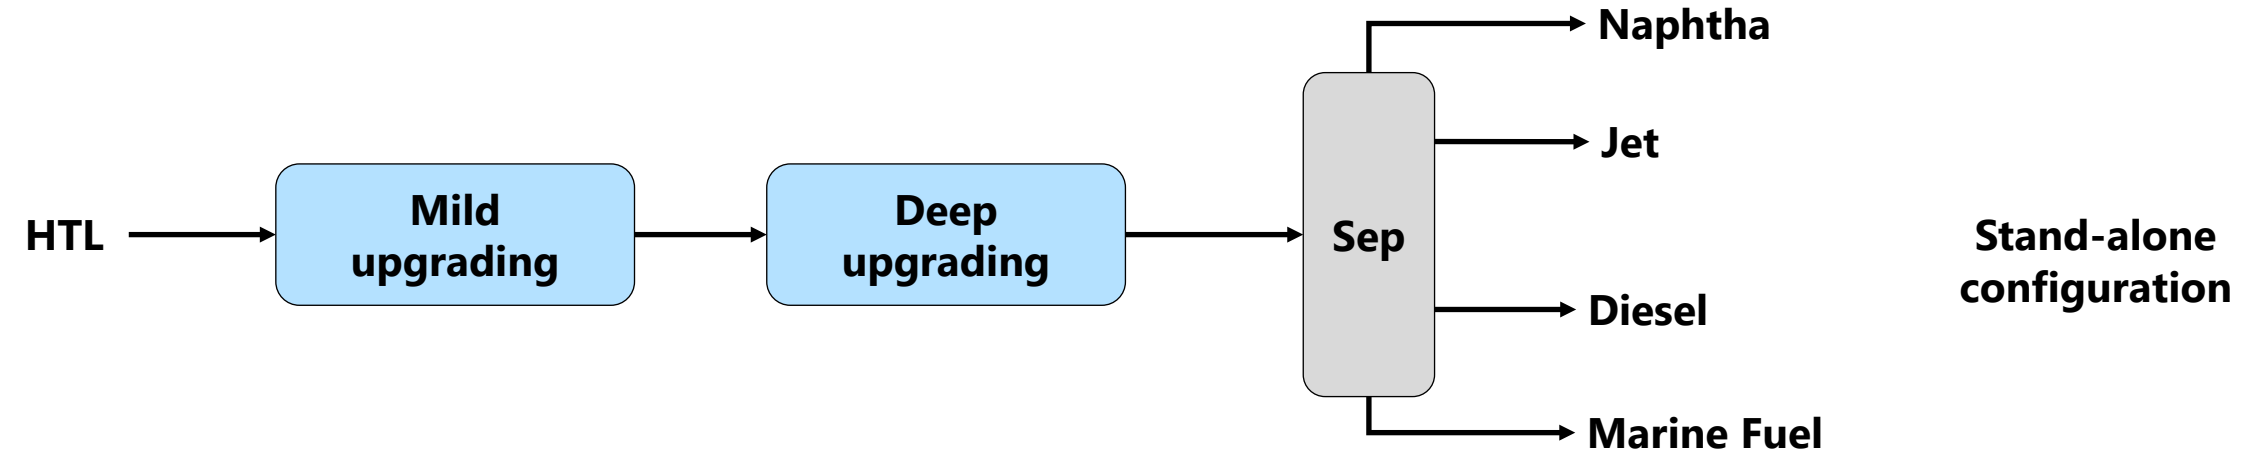 HTL
Mild
upgrading
Deep
upgrading
Sep
Naphtha
Jet
Diesel
Marine Fuel
Stand-alone
configuration